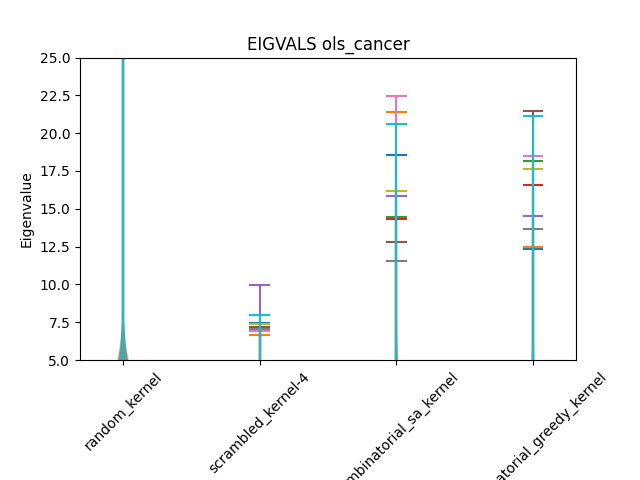 EIGVALS ols_cancer
Eigenvalue
25.0
22.5
20.0
17.5
15.0
12.5
10.0
7.5
5.0
random_kernel
scrambled_kernel-4
mbinatorial_sa_kernel
atorial_greedy_kernel